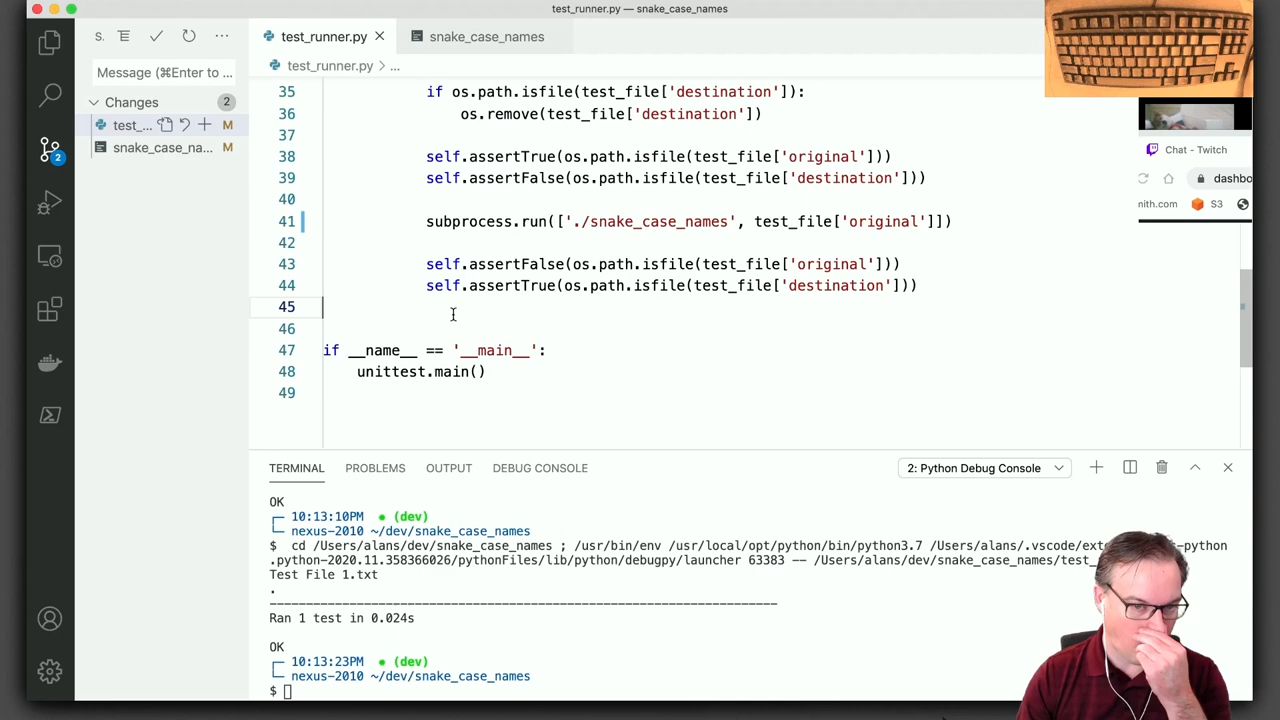 test_runner.py — snake_case_names
S.
test_runner.py
snake_case_names
Message (⌘Enter to ...
test_runner.py > ...
Changes
2
test_...
M
snake_case_na...
M
2
35 if os.path.isfile(test_file['destination']):
36 os.remove(test_file['destination'])
37
38 self.assertTrue(os.path.isfile(test_file['original']))
39 self.assertFalse(os.path.isfile(test_file['destination']))
40
41 subprocess.run(['./snake_case_names', test_file['original']])
42
43 self.assertFalse(os.path.isfile(test_file['original']))
44 self.assertTrue(os.path.isfile(test_file['destination']))
45
46
47 if __name__ == '__main__':
48 unittest.main()
49
Chat - Twitch
dashbo
nith.com
S3
TERMINAL
PROBLEMS
OUTPUT
DEBUG CONSOLE
2: Python Debug Console
OK
10:13:10PM ● (dev)
nexus-2010 ~/dev/snake_case_names
$ cd /Users/alans/dev/snake_case_names ; /usr/bin/env /usr/local/opt/python/bin/python3.7 /Users/alans/.vscode/exte -python
.python-2020.11.358366026/pythonFiles/lib/python/debugpy/launcher 63383 -- /Users/alans/dev/snake_case_names/test_
Test File 1.txt
.
----------------------------------------------------------------------
Ran 1 test in 0.024s
OK
10:13:23PM ● (dev)
nexus-2010 ~/dev/snake_case_names
$